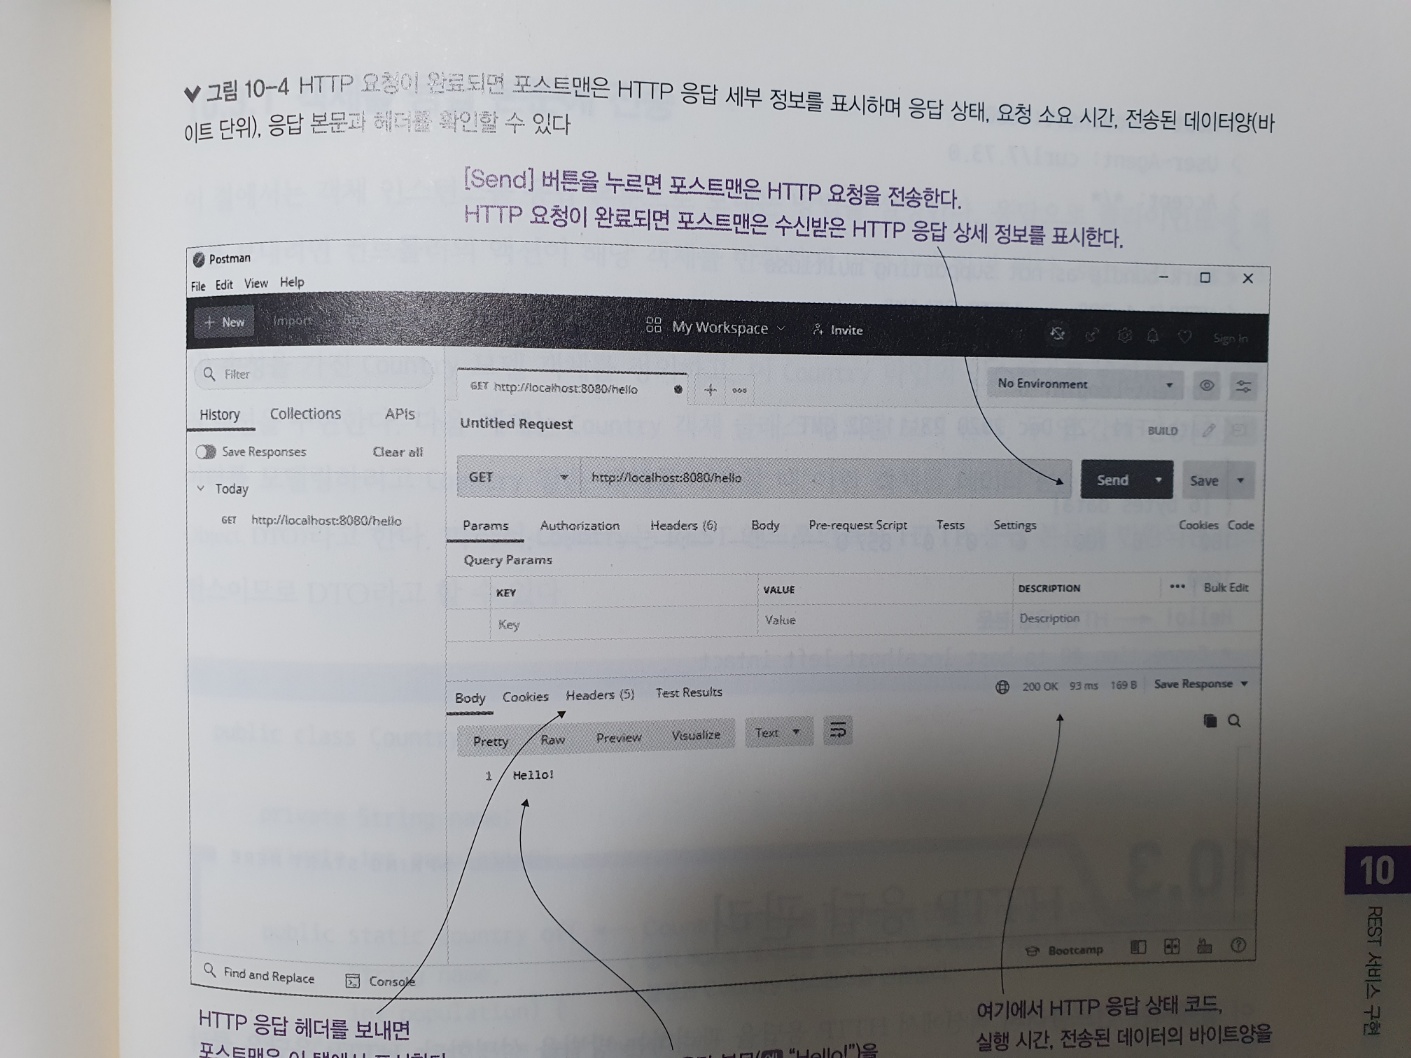 그림 10-4 HTTP 요청이 완료되면 포스트맨은 HTTP 응답 세부 정보를 표시하며 응답 상태, 요청 소요 시간, 전송된 데이터양(바
이트 단위), 응답 본문과 헤더를 확인할 수 있다
[Send] 버튼을 누르면 포스트맨은 HTTP 요청을 전송한다.
HTTP 요청이 완료되면 포스트맨은 수신받은 HTTP 응답 상세 정보를 표시한다.
Postman
File Edit View Help
+ New Import My Workspace Invite Sign In
Filter
GET http://localhost:8080/hello
No Environment
History Collections APIs
Untitled Request
BUILD
Save Responses Clear all
GET http://localhost:8080/hello Send Save
Today
GET http://localhost:8080/hello
Params Authorization Headers (6) Body Pre-request Script Tests Settings Cookies Code
Query Params
KEY VALUE DESCRIPTION ••• Bulk Edit
Key Value Description
Body Cookies Headers (5) Test Results 200 OK 93 ms 169 B Save Response
Pretty Raw Preview Visualize Text
1 Hello!
Bootcamp
Find and Replace Console
HTTP 응답 헤더를 보내면
포스트맨은 이 탭에서 표시한다
본문( "Hello!")을
여기에서 HTTP 응답 상태 코드,
실행 시간, 전송된 데이터의 바이트양을
10
REST 서비스 구현